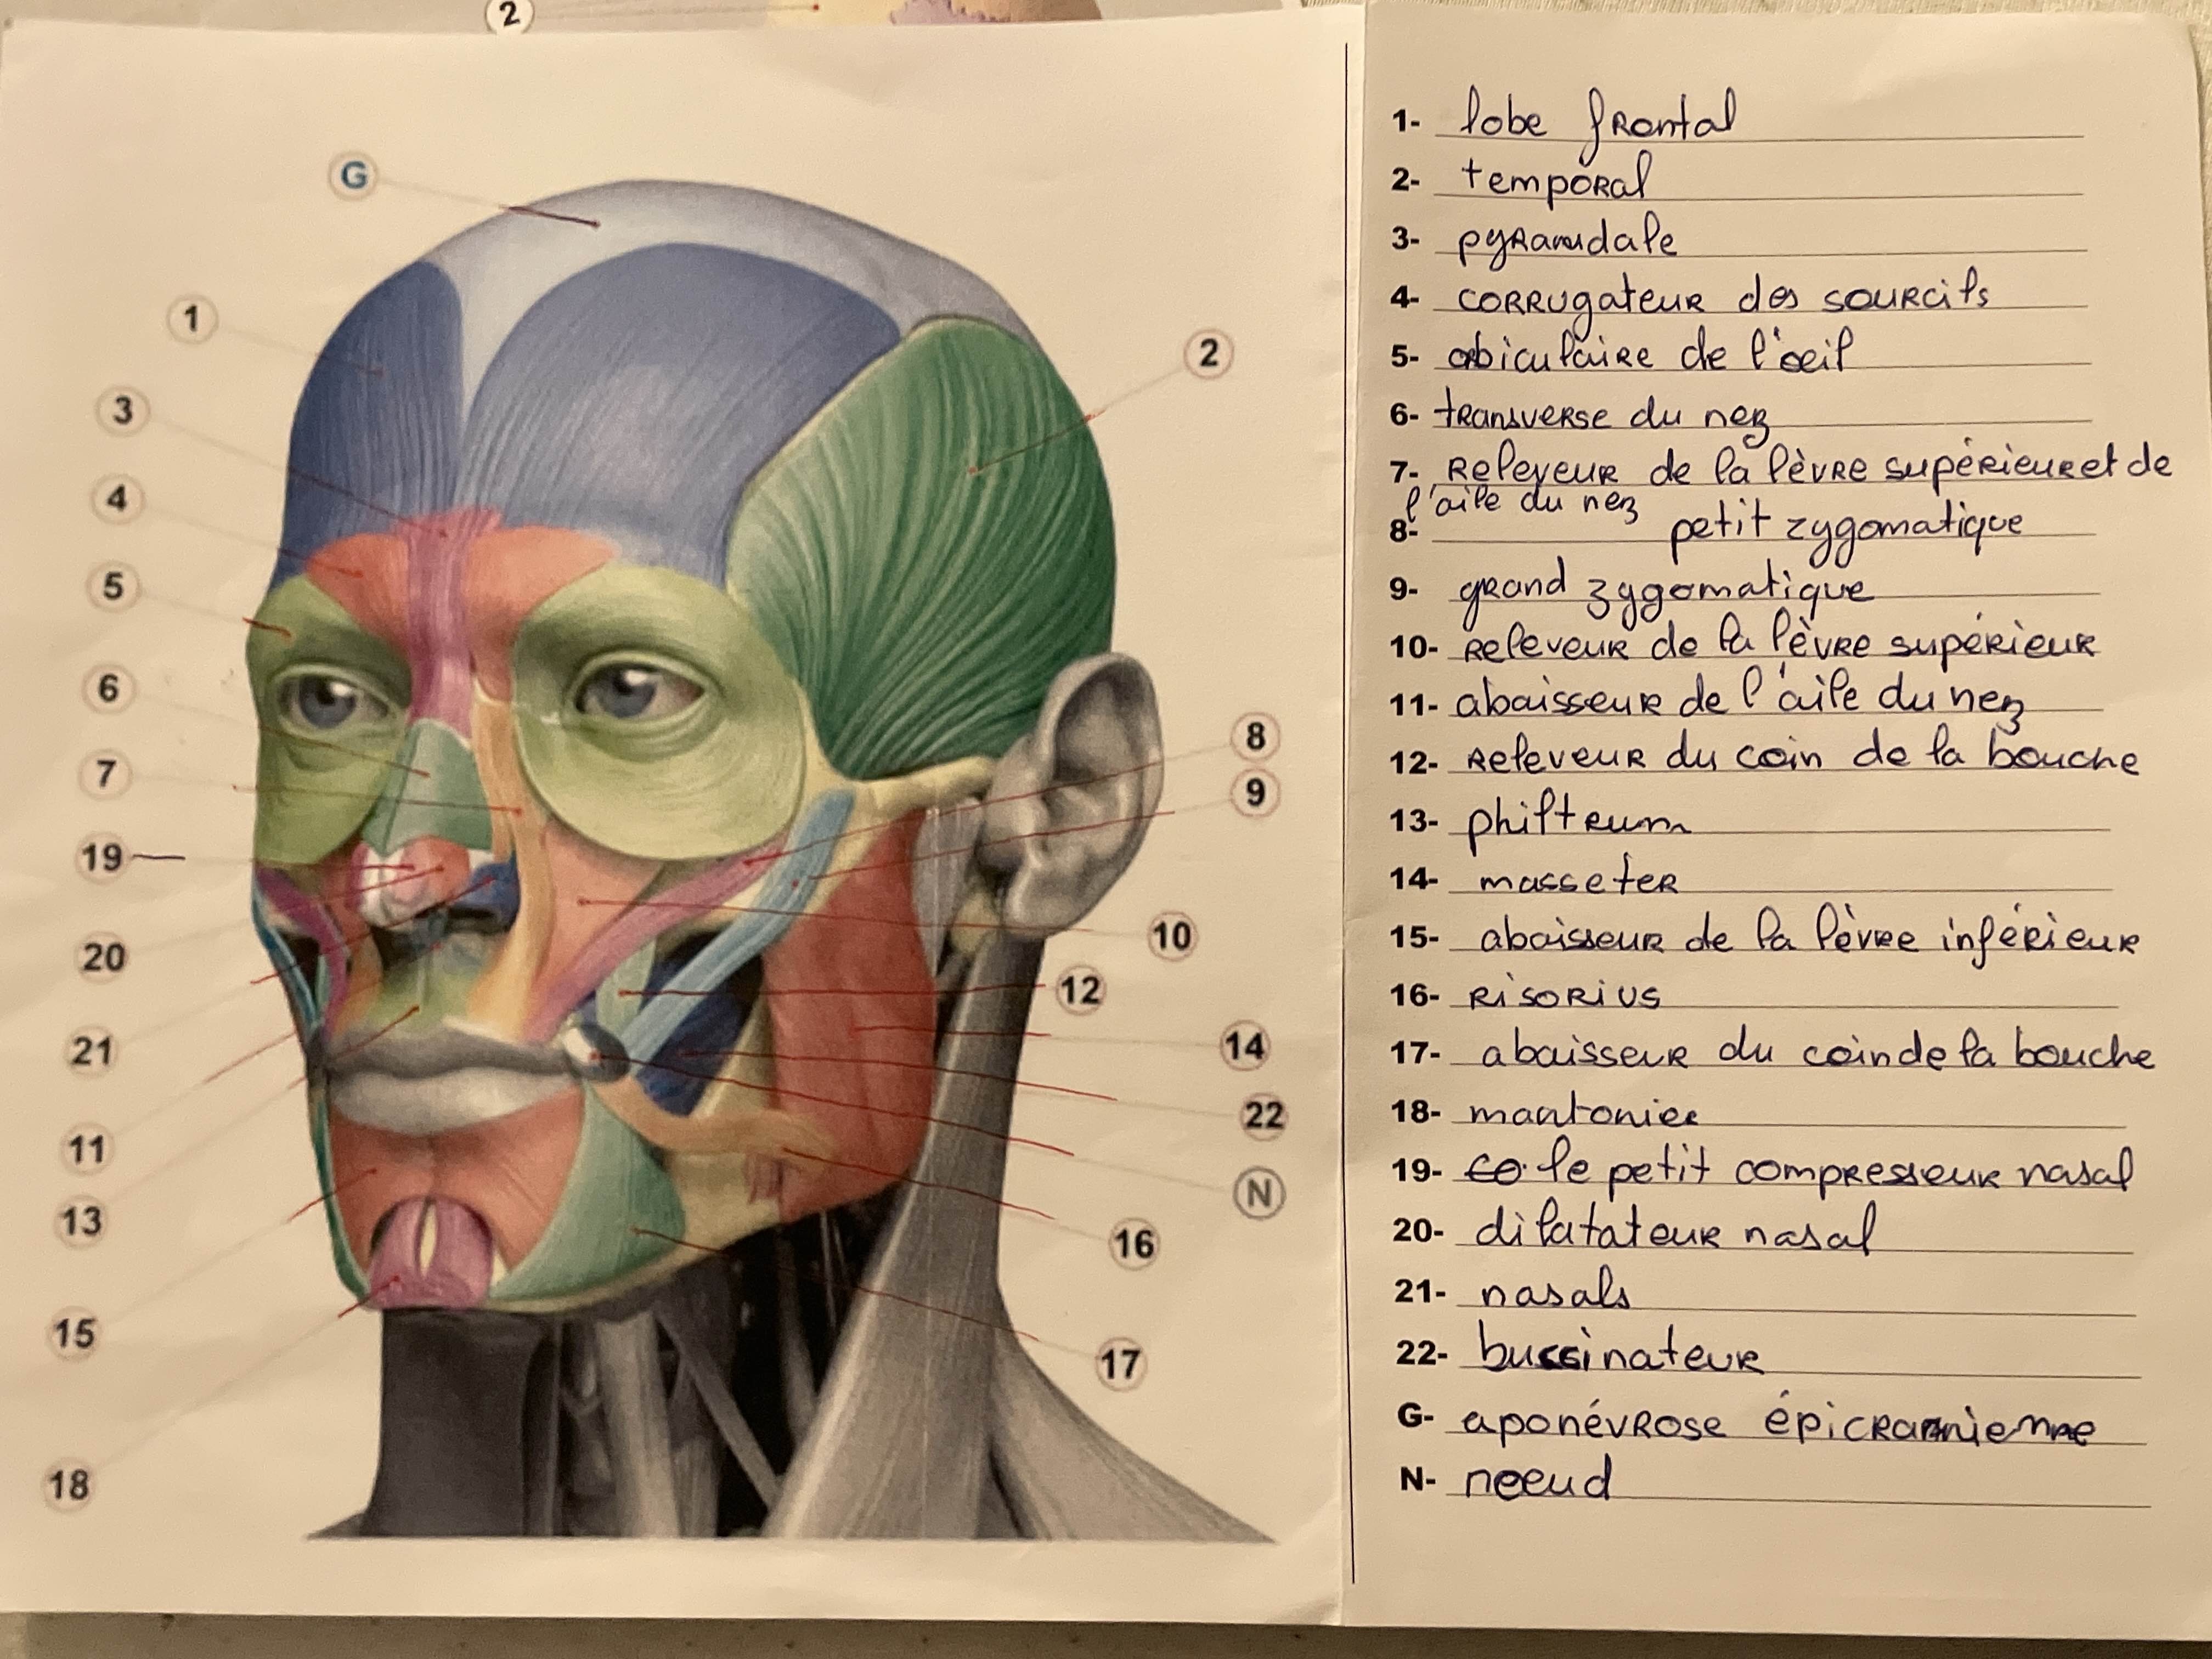 2
G
1
2
3
4
5
6
7
8
9
19
10
20
12
21
14
22
11
N
13
16
15
17
18
1- lobe frontal
2- temporal
3- pyramidale
4- corrugateur des sourcils
5- obiculaire de l'œil
6- transverse du nez
7- Releveur de la lèvre supérieur et de
l'aile du nez
8- petit zygomatique
9- grand zygomatique
10- Releveur de la lèvre supérieur
11- abaisseur de l'aile du nez
12- Releveur du coin de la bouche
13- philtrum
14- masseter
15- abaisseur de la lèvre inférieur
16- Risorius
17- abaisseur du coin de la bouche
18- mantonier
19- co. le petit compresseur nasal
20- dilatateur nasal
21- nasals
22- buccinateur
G- aponévrose épicranienne
N- noeud